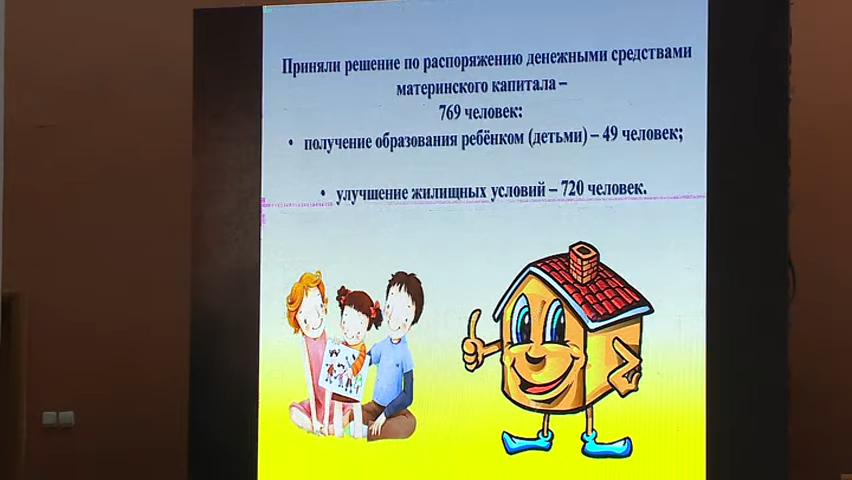 Приняли решение по распоряжению денежными средствами
материнского капитала –
769 человек:
• получение образования ребёнком (детьми) – 49 человек;
• улучшение жилищных условий – 720 человек.